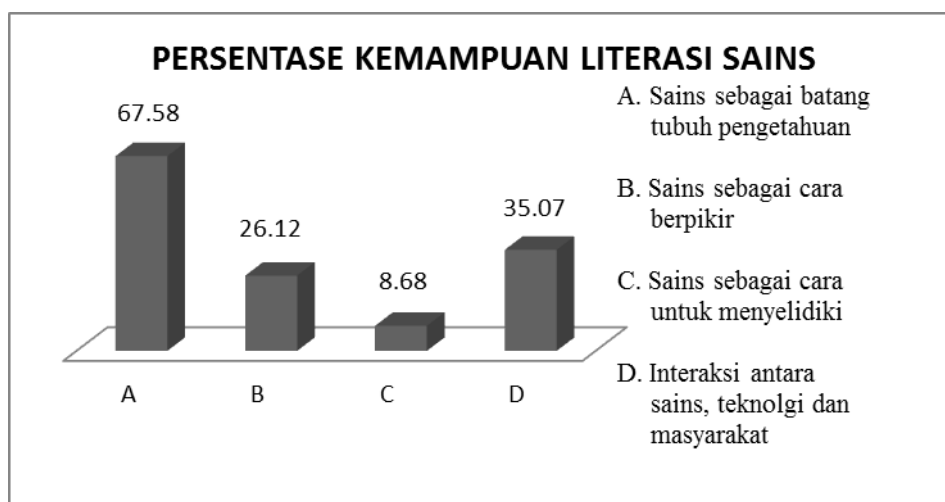 PERSENTASE KEMAMPUAN LITERASI SAINS
67.58
26.12
8.68
35.07
A
B
C
D
A. Sains sebagai batang
tubuh pengetahuan
B. Sains sebagai cara
berpikir
C. Sains sebagai cara
untuk menyelidiki
D. Interaksi antara
sains, teknolgi dan
masyarakat